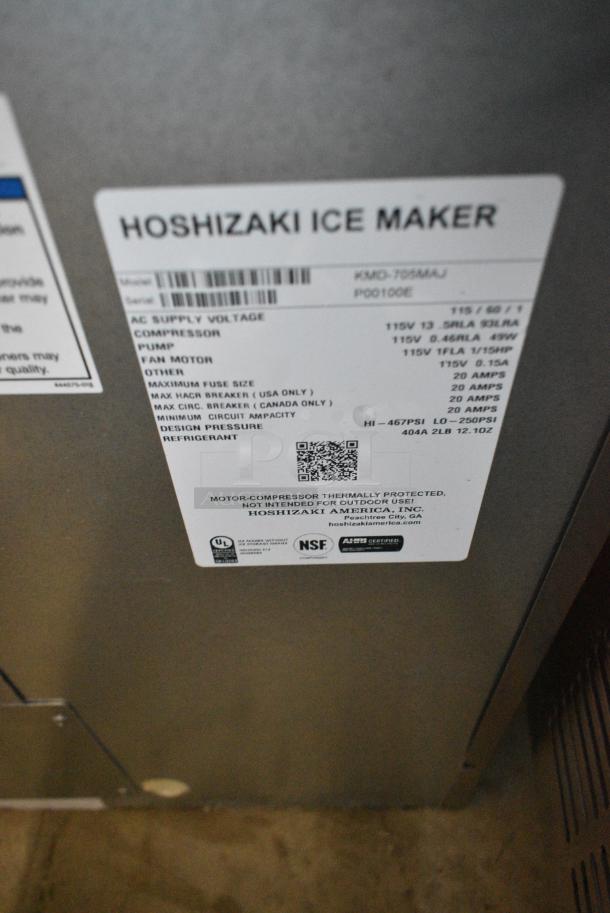 HOSHIZAKI ICE MAKER
Model KMD-705MAJ
Serial P00100E
AC SUPPLY VOLTAGE 115 / 60 / 1
COMPRESSOR 115V 13 .5RLA 93LRA
PUMP 115V 0.46RLA 49W
FAN MOTOR 115V 1FLA 1/15HP
OTHER 115V 0.15A
MAXIMUM FUSE SIZE 20 AMPS
MAX HACR BREAKER ( USA ONLY ) 20 AMPS
MAX CIRC. BREAKER ( CANADA ONLY ) 20 AMPS
MINIMUM CIRCUIT AMPACITY 20 AMPS
DESIGN PRESSURE HI-467PSI LO-250PSI
REFRIGERANT 404A 2LB 12.1OZ
MOTOR-COMPRESSOR THERMALLY PROTECTED,
NOT INTENDED FOR OUTDOOR USE!
HOSHIZAKI AMERICA, INC.
Peachtree City, GA
hoshizakiamerica.com
UL
NSF
CERTIFIED
provide
may
the
may
quality.